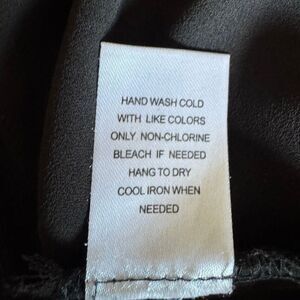 HAND WASH COLD
WITH LIKE COLORS
ONLY NON-CHLORINE
BLEACH IF NEEDED
HANG TO DRY
COOL IRON WHEN
NEEDED